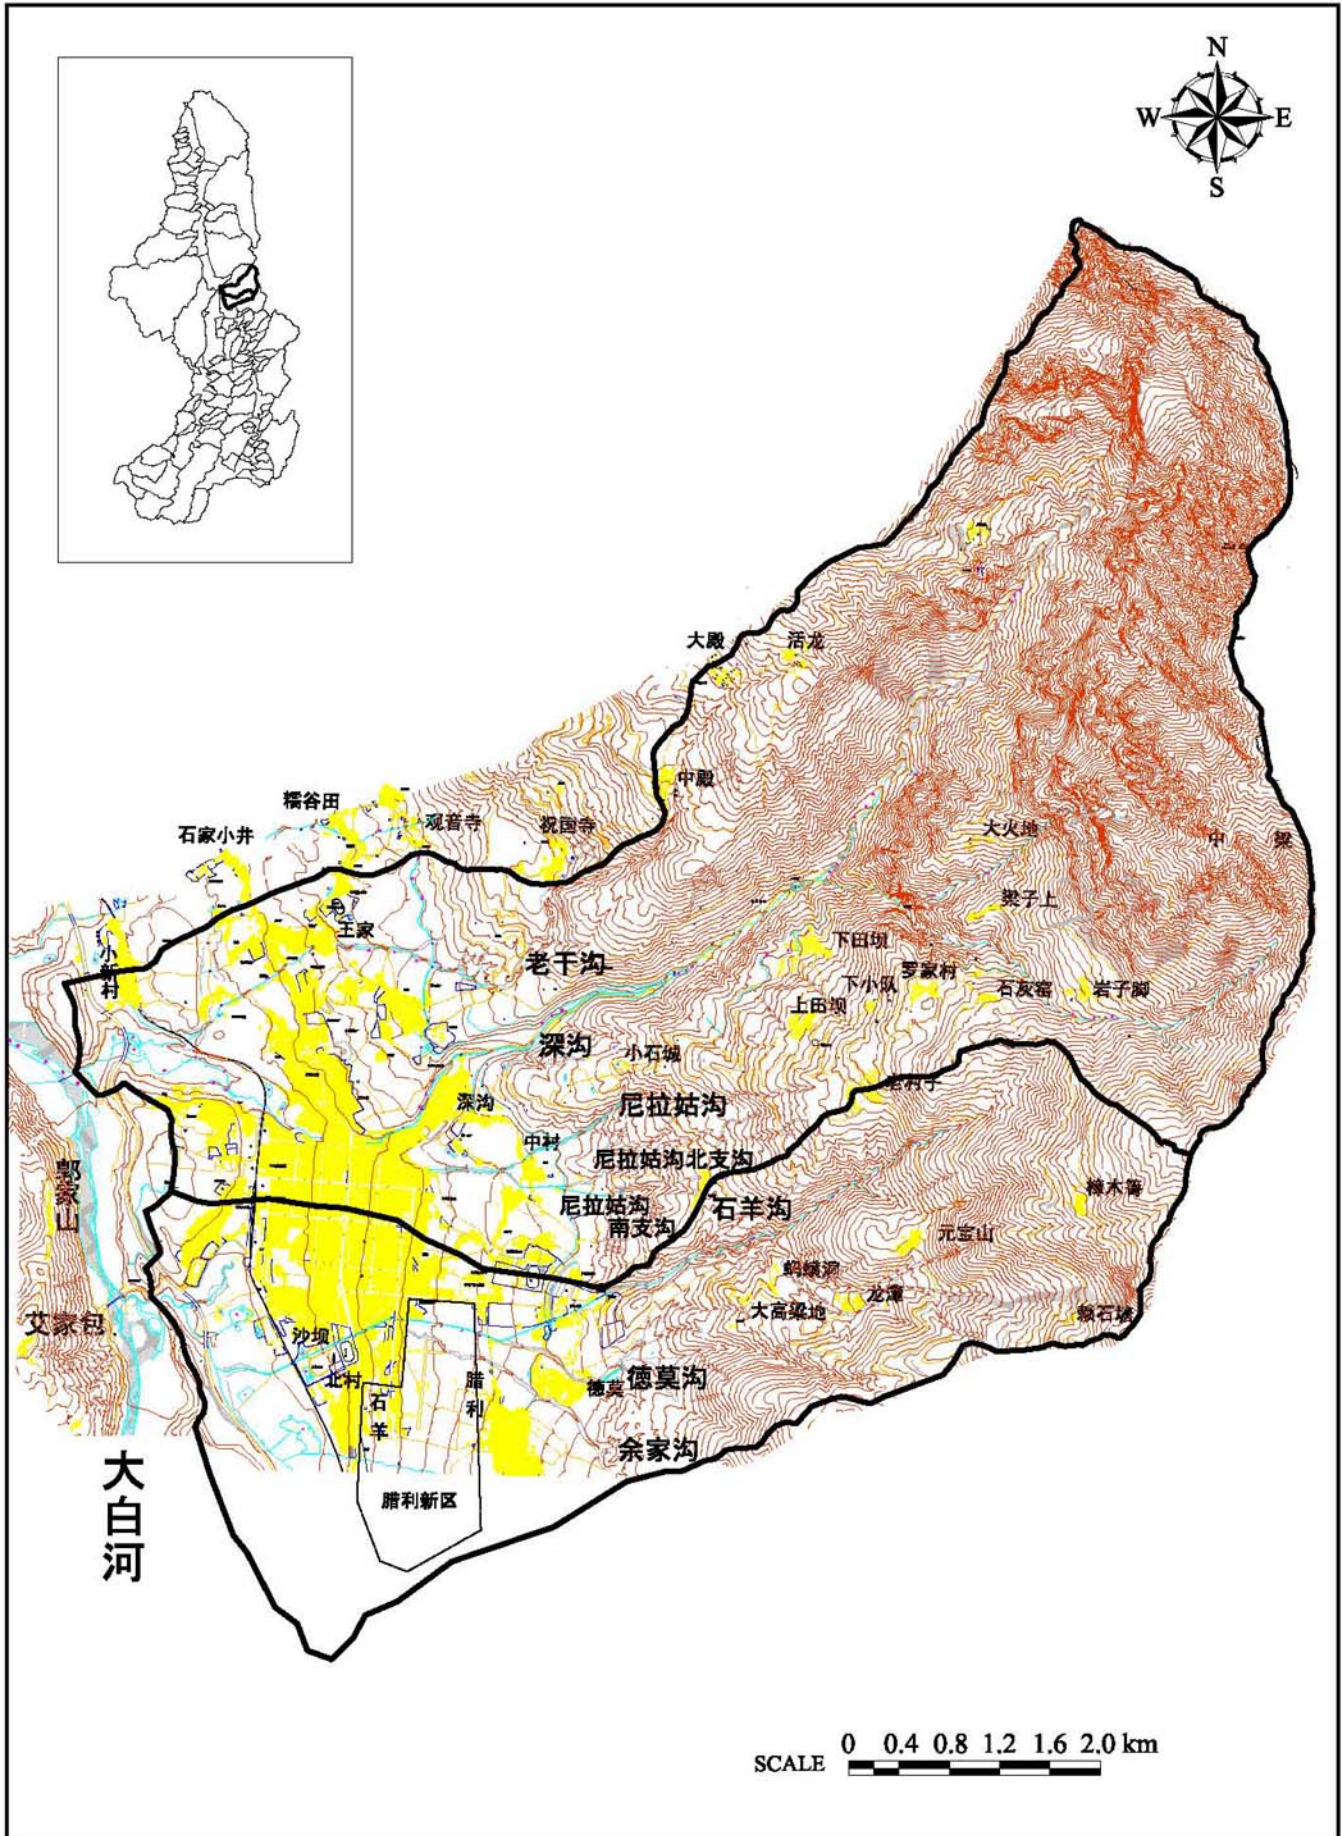 N
W
E
S
大殿
活龙
中殿
糯谷田
石家小井
观音寺
祝国寺
大火地
中
梁
梁子上
王家
小新村
老干沟
下田坝
罗家村
下小队
石灰窑
岩子脚
上田坝
深沟
小石城
深沟
尼拉姑沟
中村
尼拉姑沟北支沟
郭家山
尼拉姑沟
南支沟
石羊沟
樟木箐
元宝山
蚂蟥洞
龙潭
大高粱地
艾家包
沙坝
北村
石羊
腊利
德莫
德莫沟
余家沟
大白河
腊利新区
SCALE
0 0.4 0.8 1.2 1.6 2.0 km